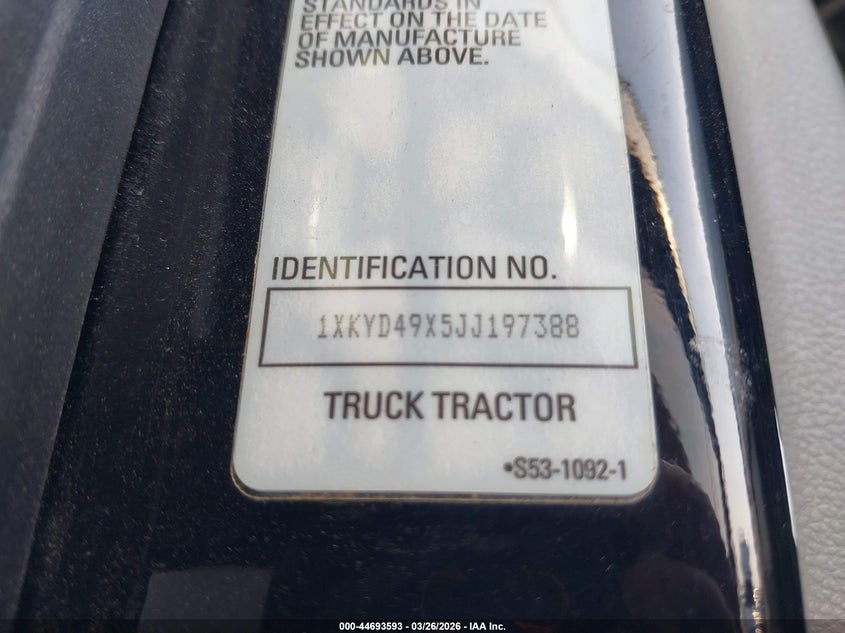 STANDARDS IN
EFFECT ON THE DATE
OF MANUFACTURE
SHOWN ABOVE.
IDENTIFICATION NO.
1XKYD49X5JJ197388
TRUCK TRACTOR
•S53-1092-1
000-44693593 / 03/26/2026 - IAA Inc.